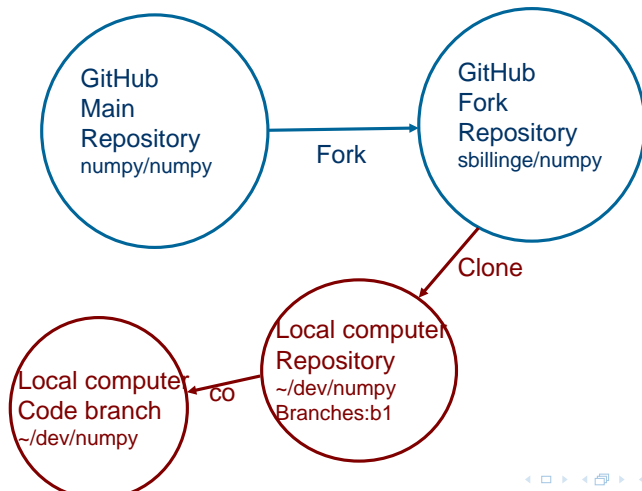 GitHub
Main
Repository
numpy/numpy
Fork
GitHub
Fork
Repository
sbillinge/numpy
Clone
Local computer
Repository
~/dev/numpy
Branches:b1
co
Local computer
Code branch
~/dev/numpy